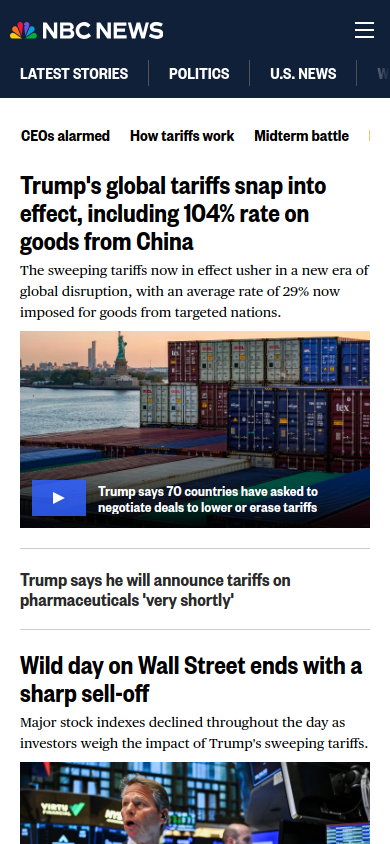 NBC NEWS
LATEST STORIES
POLITICS
U.S. NEWS
CEOs alarmed
How tariffs work
Midterm battle
Trump's global tariffs snap into
effect, including 104% rate on
goods from China
The sweeping tariffs now in effect usher in a new era of
global disruption, with an average rate of 29% now
imposed for goods from targeted nations.
tex
Trump says 70 countries have asked to
negotiate deals to lower or erase tariffs
Trump says he will announce tariffs on
pharmaceuticals 'very shortly'
Wild day on Wall Street ends with a
sharp sell-off
Major stock indexes declined throughout the day as
investors weigh the impact of Trump's sweeping tariffs.
VIRTU
FINANCIAL